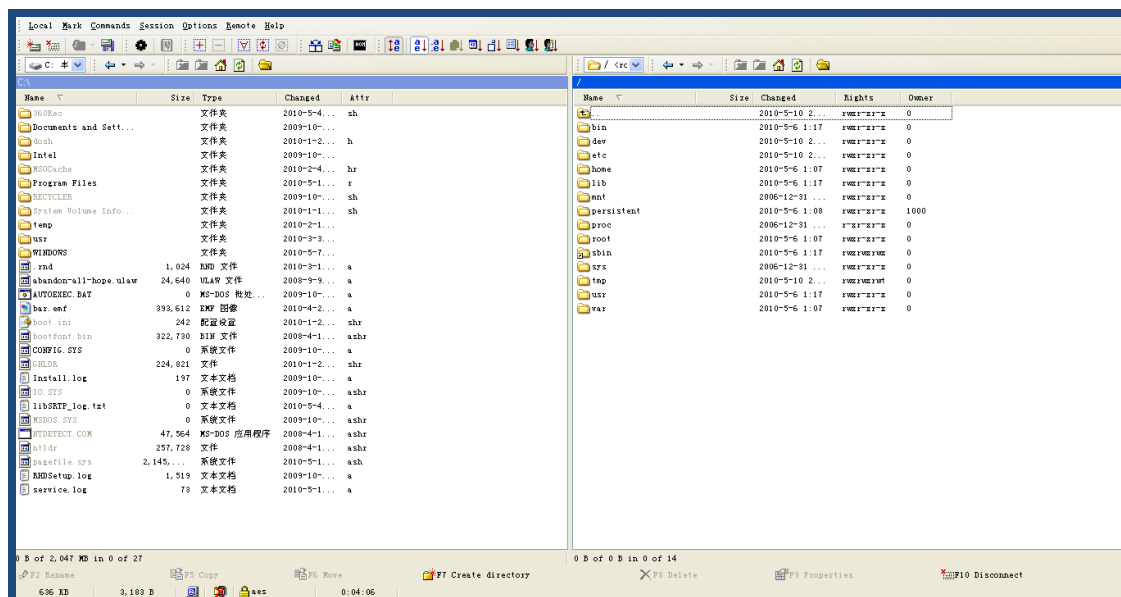 Local Mark Commands Session Options Remote Help
C: 本
/ <rc
C:\
/
Name Size Type Changed Attr
360Rec 文件夹 2010-5-4... sh
Documents and Sett... 文件夹 2009-10-...
dosh 文件夹 2010-1-2... h
Intel 文件夹 2009-10-...
MSOCache 文件夹 2010-2-4... hr
Program Files 文件夹 2010-5-1... r
RECYCLER 文件夹 2009-10-... sh
System Volume Info... 文件夹 2010-1-1... sh
temp 文件夹 2010-2-1...
usr 文件夹 2010-3-3...
WINDOWS 文件夹 2010-5-7...
.rnd 1,024 RND 文件 2010-3-1... a
abandon-all-hope.ulaw 24,640 ULAW 文件 2008-9-9... a
AUTOEXEC.BAT 0 MS-DOS 批处... 2009-10-... a
bar.emf 393,612 EMF 图像 2010-4-2... a
boot.ini 242 配置设置 2010-1-2... shr
bootfont.bin 322,730 BIN 文件 2008-4-1... ashr
CONFIG.SYS 0 系统文件 2009-10-... a
GHLDR 224,821 文件 2010-1-2... shr
Install.log 197 文本文档 2009-10-... a
IO.SYS 0 系统文件 2009-10-... ashr
libSRTP_log.txt 0 文本文档 2010-5-4... a
MSDOS.SYS 0 系统文件 2009-10-... ashr
NTDETECT.COM 47,564 MS-DOS 应用程序 2008-4-1... ashr
ntldr 257,728 文件 2008-4-1... ashr
pagefile.sys 2,145,... 系统文件 2010-5-1... ash
RHDSetup.log 1,519 文本文档 2009-10-... a
service.log 73 文本文档 2010-5-1... a
Name Size Changed Rights Owner
.. 2010-5-10 2... rwxr-xr-x 0
bin 2010-5-6 1:17 rwxr-xr-x 0
dev 2010-5-10 2... rwxr-xr-x 0
etc 2010-5-10 2... rwxr-xr-x 0
home 2010-5-6 1:07 rwxr-xr-x 0
lib 2010-5-6 1:17 rwxr-xr-x 0
mnt 2006-12-31 ... rwxr-xr-x 0
persistent 2010-5-6 1:08 rwxr-xr-x 1000
proc 2006-12-31 ... r-xr-xr-x 0
root 2010-5-6 1:07 rwxr-xr-x 0
sbin 2010-5-6 1:17 rwxrwxrwx 0
sys 2006-12-31 ... rwxr-xr-x 0
tmp 2010-5-10 2... rwxrwxrwt 0
usr 2010-5-6 1:17 rwxr-xr-x 0
var 2010-5-6 1:07 rwxr-xr-x 0
0 B of 2,047 MB in 0 of 27
0 B of 0 B in 0 of 14
F2 Rename F5 Copy F6 Move F7 Create directory F8 Delete F9 Properties F10 Disconnect
636 KB 3,183 B aes 0:04:06